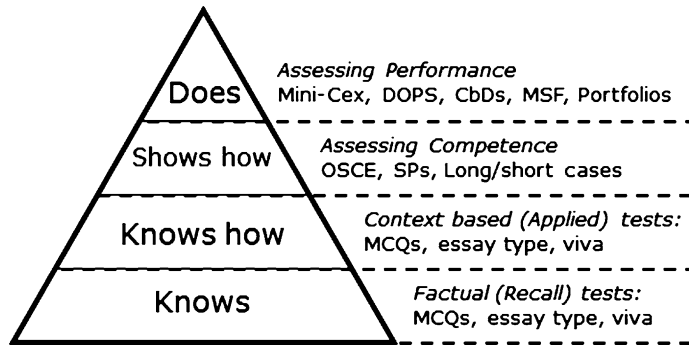 Does
Assessing Performance
Mini-Cex, DOPS, CbDs, MSF, Portfolios
Shows how
Assessing Competence
OSCE, SPs, Long/short cases
Knows how
Context based (Applied) tests:
MCQs, essay type, viva
Knows
Factual (Recall) tests:
MCQs, essay type, viva